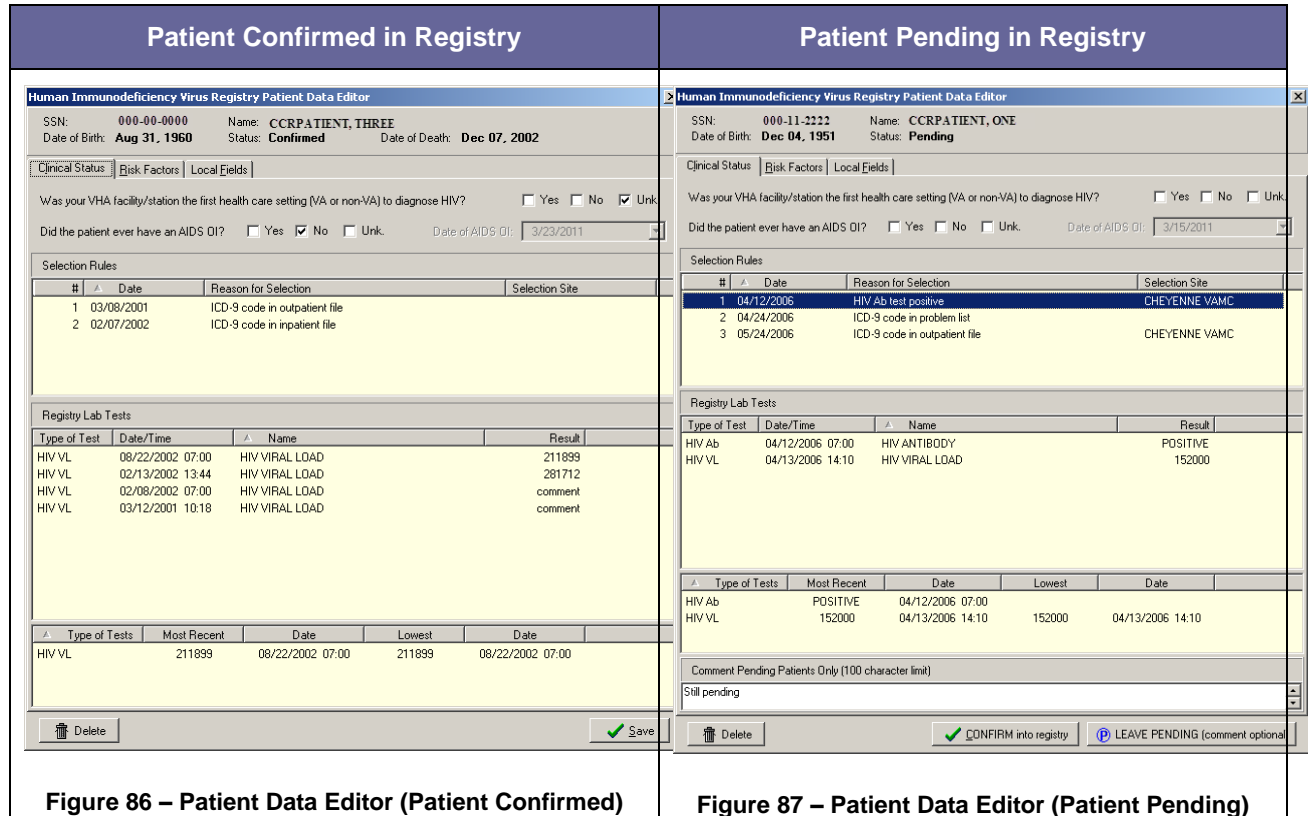 Patient Confirmed in Registry
Patient Pending in Registry
Human Immunodeficiency Virus Registry Patient Data Editor
SSN: 000-00-0000 Name: CCRPATIENT, THREE
Date of Birth: Aug 31, 1960 Status: Confirmed Date of Death: Dec 07, 2002
Clinical Status Risk Factors Local Fields
Was your VHA facility/station the first health care setting (VA or non-VA) to diagnose HIV? Yes No Unk.
Did the patient ever have an AIDS OI? Yes No Unk. Date of AIDS OI: 3/23/2011
Selection Rules
# Date Reason for Selection Selection Site
1 03/08/2001 ICD-9 code in outpatient file
2 02/07/2002 ICD-9 code in inpatient file
Registry Lab Tests
Type of Test Date/Time Name Result
HIV VL 08/22/2002 07:00 HIV VIRAL LOAD 211899
HIV VL 02/13/2002 13:44 HIV VIRAL LOAD 281712
HIV VL 02/08/2002 07:00 HIV VIRAL LOAD comment
HIV VL 03/12/2001 10:18 HIV VIRAL LOAD comment
Type of Tests Most Recent Date Lowest Date
HIV VL 211899 08/22/2002 07:00 211899 08/22/2002 07:00
Delete Save
Figure 86 – Patient Data Editor (Patient Confirmed)
Human Immunodeficiency Virus Registry Patient Data Editor
SSN: 000-11-2222 Name: CCRPATIENT, ONE
Date of Birth: Dec 04, 1951 Status: Pending
Clinical Status Risk Factors Local Fields
Was your VHA facility/station the first health care setting (VA or non-VA) to diagnose HIV? Yes No Unk.
Did the patient ever have an AIDS OI? Yes No Unk. Date of AIDS OI: 3/15/2011
Selection Rules
# Date Reason for Selection Selection Site
1 04/12/2006 HIV Ab test positive CHEYENNE VAMC
2 04/24/2006 ICD-9 code in problem list
3 05/24/2006 ICD-9 code in outpatient file CHEYENNE VAMC
Registry Lab Tests
Type of Test Date/Time Name Result
HIV Ab 04/12/2006 07:00 HIV ANTIBODY POSITIVE
HIV VL 04/13/2006 14:10 HIV VIRAL LOAD 152000
Type of Tests Most Recent Date Lowest Date
HIV Ab POSITIVE 04/12/2006 07:00
HIV VL 152000 04/13/2006 14:10 152000 04/13/2006 14:10
Comment Pending Patients Only (100 character limit)
Still pending
Delete CONFIRM into registry P LEAVE PENDING (comment optional
Figure 87 – Patient Data Editor (Patient Pending)